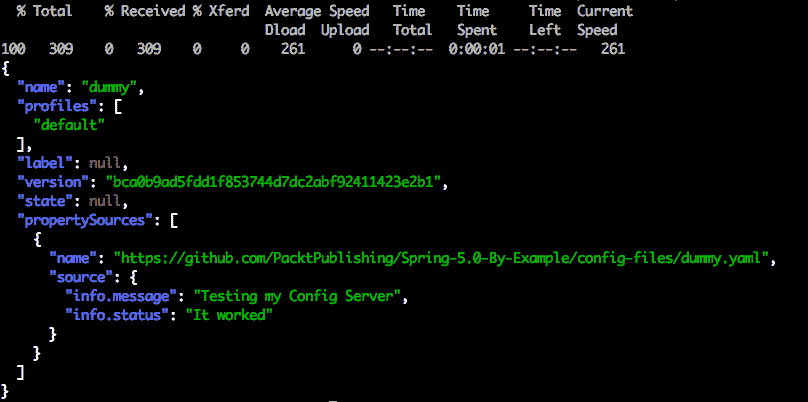 % Total    % Received % Xferd  Average Speed   Time    Time     Time  Current
                                 Dload  Upload   Total   Spent    Left  Speed
100   309    0   309    0     0    261      0 --:--:--  0:00:01 --:--:--   261
{
  "name": "dummy",
  "profiles": [
    "default"
  ],
  "label": null,
  "version": "bca0b9ad5fdd1f853744d7dc2abf92411423e2b1",
  "state": null,
  "propertySources": [
    {
      "name": "https://github.com/PacktPublishing/Spring-5.0-By-Example/config-files/dummy.yaml",
      "source": {
        "info.message": "Testing my Config Server",
        "info.status": "It worked"
      }
    }
  ]
}